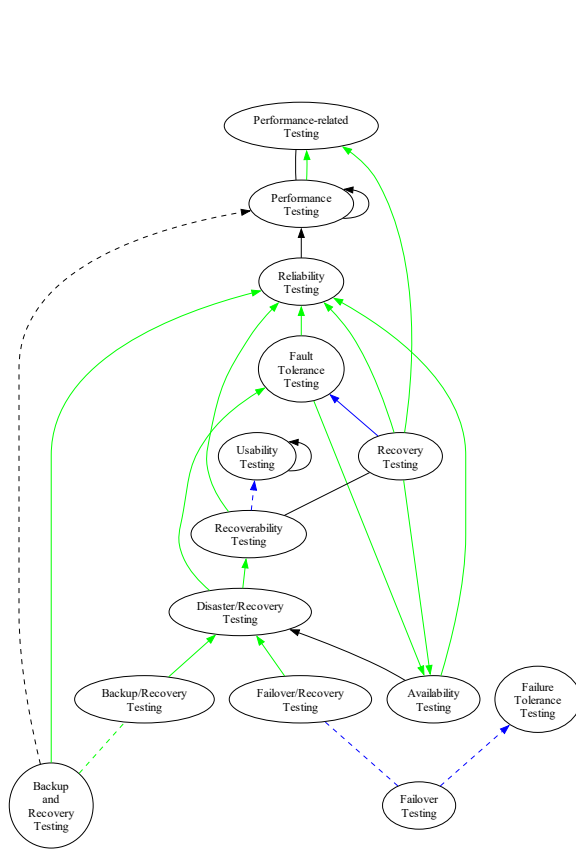 Performance-related
Testing
Performance
Testing
Reliability
Testing
Fault
Tolerance
Testing
Usability
Testing
Recovery
Testing
Recoverability
Testing
Disaster/Recovery
Testing
Backup/Recovery
Testing
Failover/Recovery
Testing
Availability
Testing
Failure
Tolerance
Testing
Backup
and
Recovery
Testing
Failover
Testing